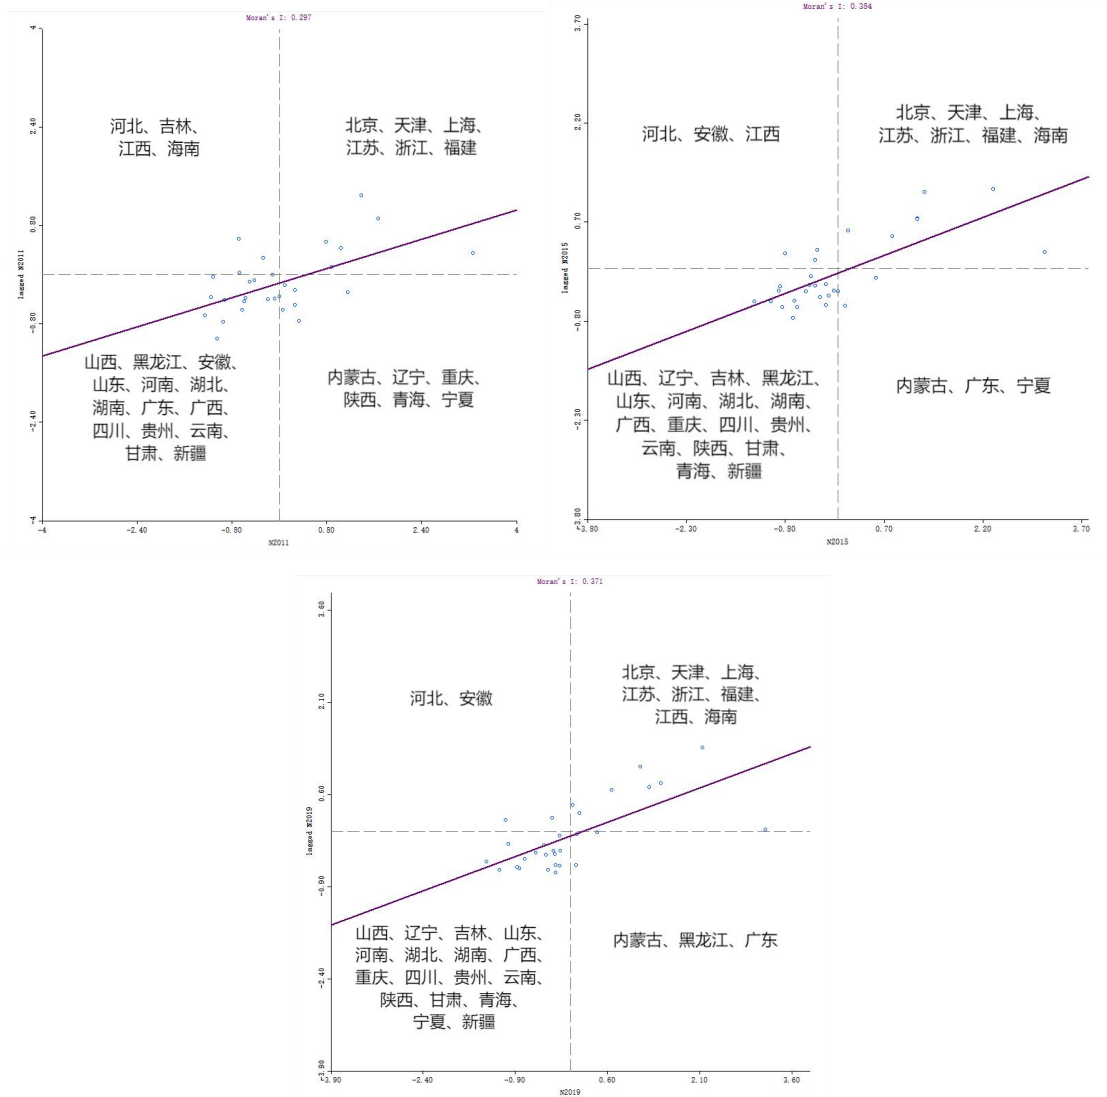 Moran's I: 0.297
4
2.40
0.80
-0.80
-2.40
-4
lagged N2011
河北、吉林、
江西、海南
北京、天津、上海、
江苏、浙江、福建
山西、黑龙江、安徽、
山东、河南、湖北、
湖南、广东、广西、
四川、贵州、云南、
甘肃、新疆
内蒙古、辽宁、重庆、
陕西、青海、宁夏
-4
-2.40
-0.80
0.80
2.40
4
N2011
Moran's I: 0.384
3.70
2.20
0.70
-0.80
-2.30
-3.80
lagged N2015
河北、安徽、江西
北京、天津、上海、
江苏、浙江、福建、海南
山西、辽宁、吉林、黑龙江、
山东、河南、湖北、湖南、
广西、重庆、四川、贵州、
云南、陕西、甘肃、
青海、新疆
内蒙古、广东、宁夏
-3.80
-2.30
-0.80
0.70
2.20
3.70
N2015
Moran's I: 0.371
3.60
2.10
0.60
-0.90
-2.40
-3.90
lagged N2019
河北、安徽
北京、天津、上海、
江苏、浙江、福建、
江西、海南
山西、辽宁、吉林、山东、
河南、湖北、湖南、广西、
重庆、四川、贵州、云南、
陕西、甘肃、青海、
宁夏、新疆
内蒙古、黑龙江、广东
-3.90
-2.40
-0.90
0.60
2.10
3.60
N2019